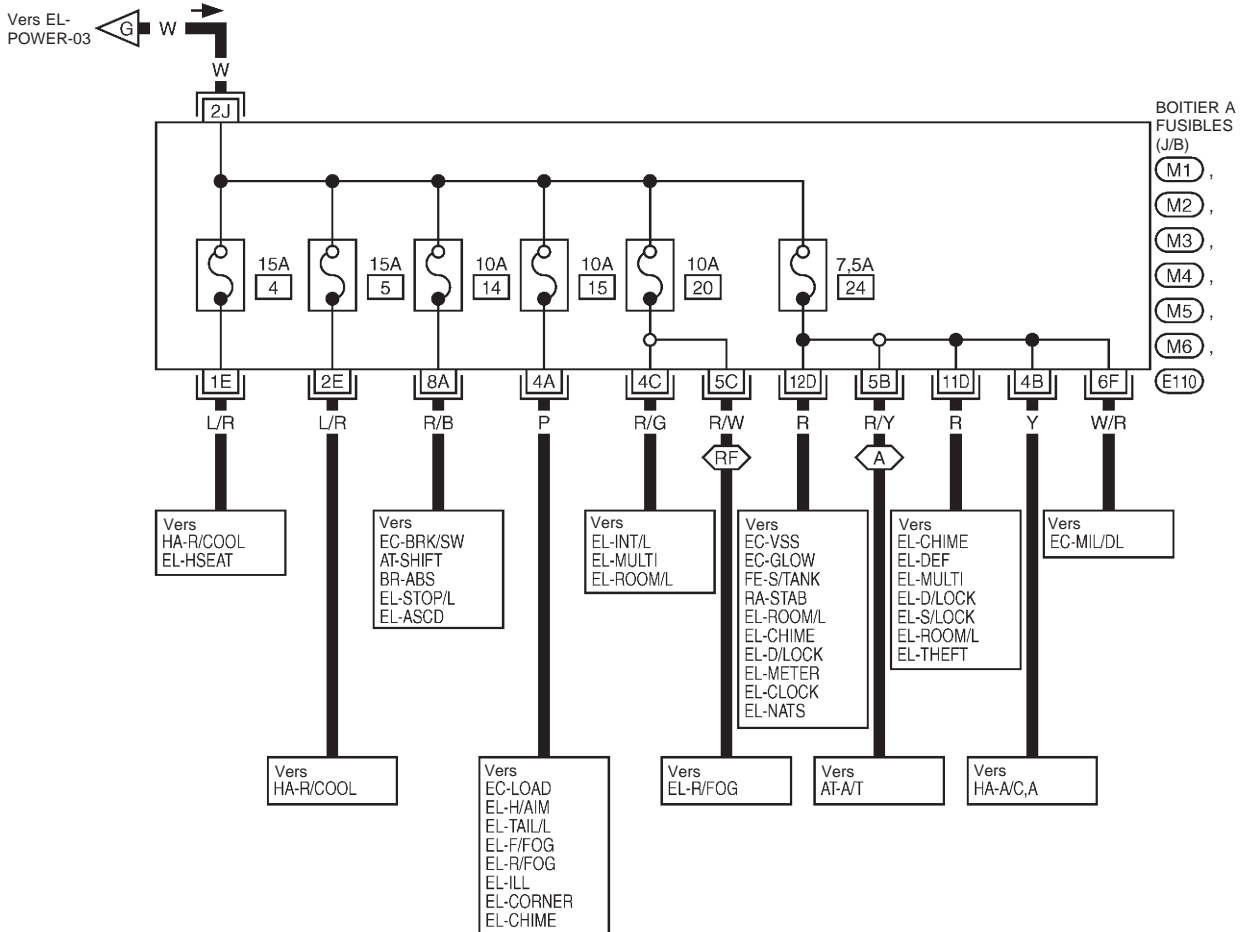 Vers EL-
POWER-03
G
W
W
2J
BOITIER A
FUSIBLES
(J/B)
M1 ,
M2 ,
M3 ,
M4 ,
M5 ,
M6 ,
E110
15A
4
15A
5
10A
14
10A
15
10A
20
7,5A
24
1E
2E
8A
4A
4C
5C
12D
5B
11D
4B
6F
L/R
L/R
R/B
P
R/G
R/W
R
R/Y
R
Y
W/R
RF
A
Vers
HA-R/COOL
EL-HSEAT
Vers
EC-BRK/SW
AT-SHIFT
BR-ABS
EL-STOP/L
EL-ASCD
Vers
EL-INT/L
EL-MULTI
EL-ROOM/L
Vers
EC-VSS
EC-GLOW
FE-S/TANK
RA-STAB
EL-ROOM/L
EL-CHIME
EL-D/LOCK
EL-METER
EL-CLOCK
EL-NATS
Vers
EL-CHIME
EL-DEF
EL-MULTI
EL-D/LOCK
EL-S/LOCK
EL-ROOM/L
EL-THEFT
Vers
EC-MIL/DL
Vers
HA-R/COOL
Vers
EC-LOAD
EL-H/AIM
EL-TAIL/L
EL-F/FOG
EL-R/FOG
EL-ILL
EL-CORNER
EL-CHIME
Vers
EL-R/FOG
Vers
AT-A/T
Vers
HA-A/C,A